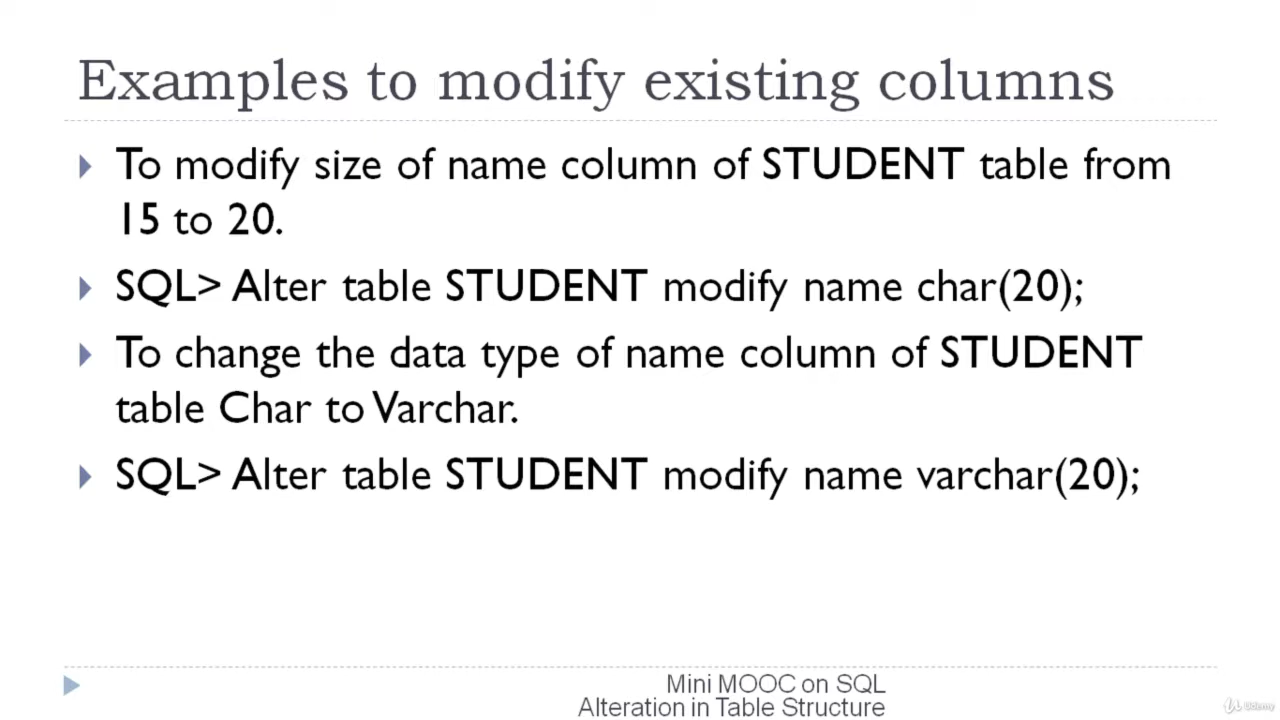 Examples to modify existing columns
To modify size of name column of STUDENT table from
15 to 20.
SQL> Alter table STUDENT modify name char(20);
To change the data type of name column of STUDENT
table Char to Varchar.
SQL> Alter table STUDENT modify name varchar(20);
Mini MOOC on SQL
Alteration in Table Structure
Udemy